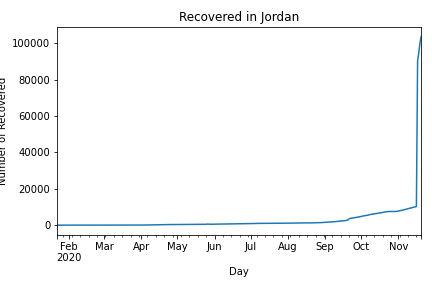 Recovered in Jordan
Number of Recovered
100000
80000
60000
40000
20000
0
Feb Mar Apr May Jun Jul Aug Sep Oct Nov
2020
Day